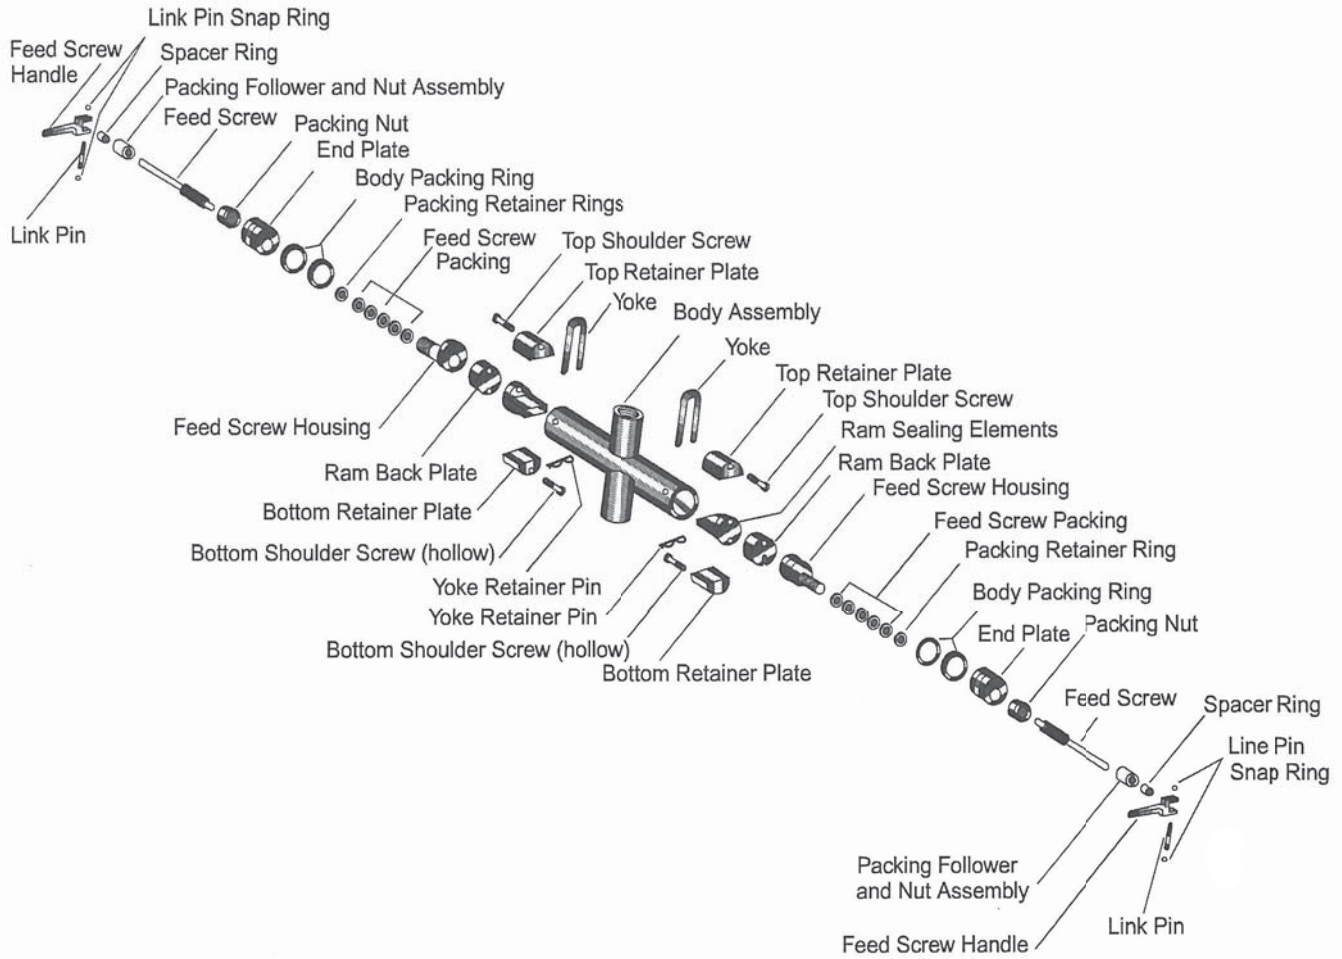 Link Pin Snap Ring
Feed Screw
Handle
Spacer Ring
Packing Follower and Nut Assembly
Feed Screw
Packing Nut
End Plate
Body Packing Ring
Packing Retainer Rings
Link Pin
Feed Screw
Packing
Top Shoulder Screw
Top Retainer Plate
Yoke
Body Assembly
Yoke
Top Retainer Plate
Top Shoulder Screw
Feed Screw Housing
Ram Sealing Elements
Ram Back Plate
Ram Back Plate
Feed Screw Housing
Bottom Retainer Plate
Feed Screw Packing
Bottom Shoulder Screw (hollow)
Packing Retainer Ring
Yoke Retainer Pin
Body Packing Ring
Yoke Retainer Pin
End Plate
Packing Nut
Bottom Shoulder Screw (hollow)
Bottom Retainer Plate
Feed Screw
Spacer Ring
Line Pin
Snap Ring
Packing Follower
and Nut Assembly
Link Pin
Feed Screw Handle